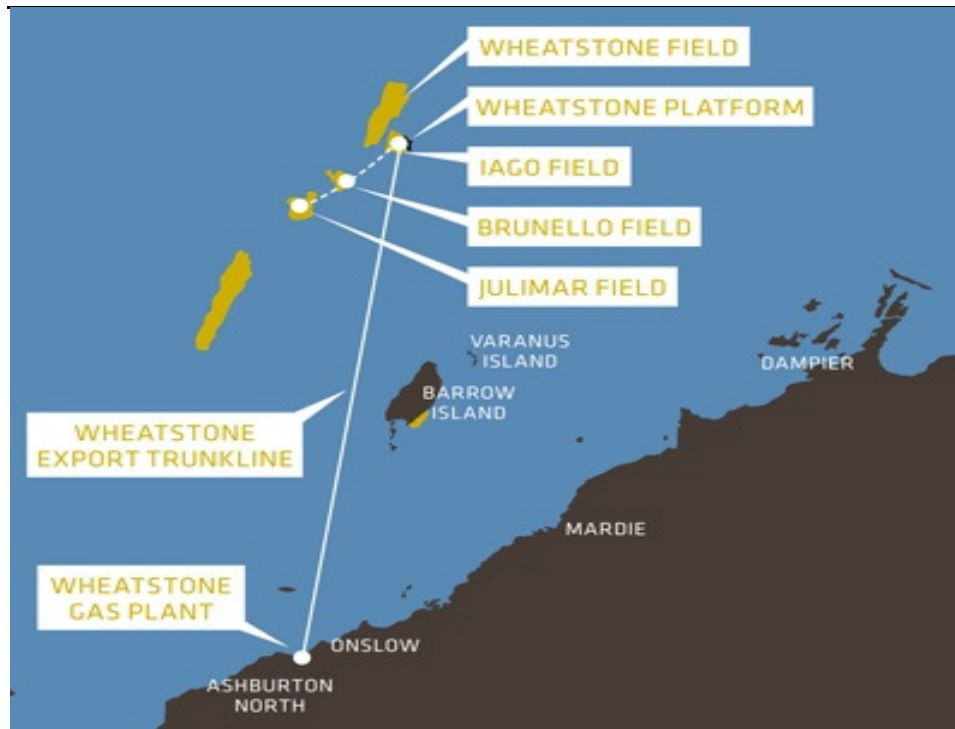 WHEATSTONE FIELD
WHEATSTONE PLATFORM
IAGO FIELD
BRUNELLO FIELD
JULIMAR FIELD
VARANUS
ISLAND
DAMPIER
BARROW
ISLAND
WHEATSTONE
EXPORT TRUNKLINE
MARDIE
WHEATSTONE
GAS PLANT
ONSLOW
ASHBURTON
NORTH